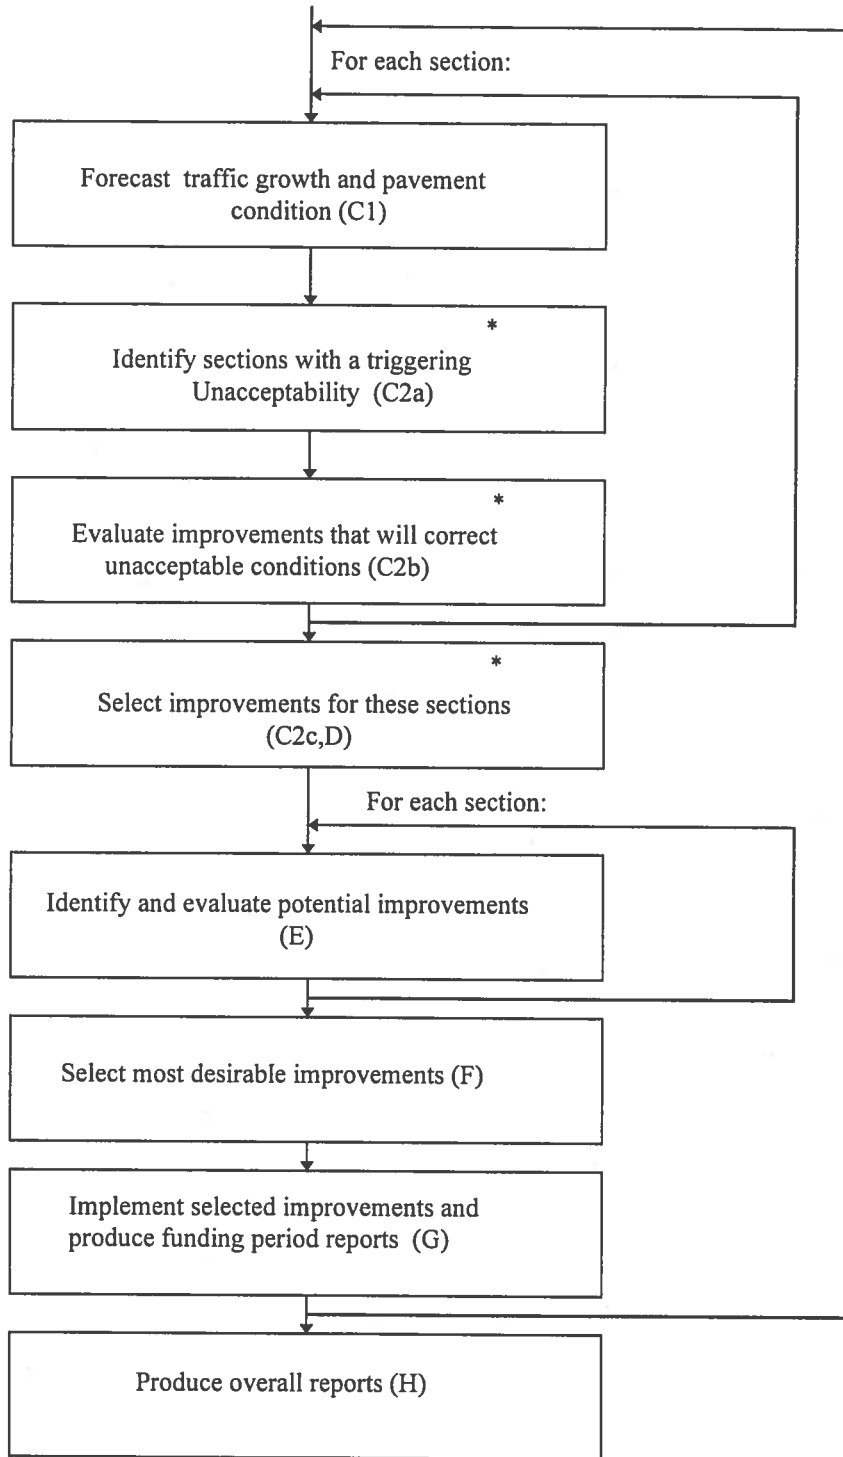 For each section:
Forecast traffic growth and pavement
condition (C1)
*
Identify sections with a triggering
Unacceptability (C2a)
*
Evaluate improvements that will correct
unacceptable conditions (C2b)
*
Select improvements for these sections
(C2c,D)
For each section:
Identify and evaluate potential improvements
(E)
Select most desirable improvements (F)
Implement selected improvements and
produce funding period reports (G)
Produce overall reports (H)